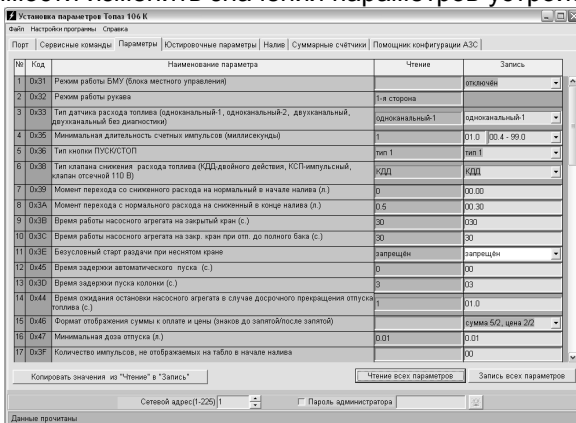 мости изменить значений параметров устрой
Установка параметров Топаз 106 К
Файл Настройки программы Справка
Порт Сервисные команды Параметры Юстировочные параметры Налив Суммарные счётчики Помощник конфигурации АЗС
№ Код Наименование параметра Чтение Запись
1 0x31 Режим работы БМУ (блока местного управления) отключён
2 0x32 Режим работы рукава 1-я сторона
3 0x33 Тип датчика расхода топлива (одноканальный-1, одноканальный-2, двухканальный, двухканальный без диагностики) одноканальный-1 одноканальный-1
4 0x35 Минимальная длительность счетных импульсов (миллисекунды) 1 01.0 00.4 - 99.0
5 0x36 Тип кнопки ПУСК/СТОП тип 1 тип 1
6 0x38 Тип клапана снижения расхода топлива (КДД-двойного действия, КСП-импульсный, клапан отсечной 110 В) КДД КДД
7 0x39 Момент перехода со сниженного расхода на нормальный в начале налива (л.) 0 00.00
8 0x3A Момент перехода с нормального расхода на сниженный в конце налива (л.) 0.5 00.30
9 0x3B Время работы насосного агрегата на закрытый кран (с.) 30 030
10 0x3C Время работы насосного агрегата на закр. кран при отп. до полного бака (с.) 30 30
11 0x3E Безусловный старт раздачи при неснятом кране запрещён запрещён
12 0x45 Время задержки автоматического пуска (с.) 0 00
13 0x3D Время задержки пуска колонки (с.) 3 03
14 0x44 Время ожидания остановки насосного агрегата в случае досрочного прекращения отпуска топлива (с.) 1 01.0
15 0x46 Формат отображения суммы к оплате и цены (знаков до запятой/после запятой) сумма 5/2, цена 2/2
16 0x47 Минимальная доза отпуска (л.) 0.01 0.01
17 0x3F Количество импульсов, не отображаемых на табло в начале налива 00
Копировать значения из "Чтение" в "Запись" Чтение всех параметров Запись всех параметров
Сетевой адрес(1-225) 1 Пароль администратора
Данные прочитаны